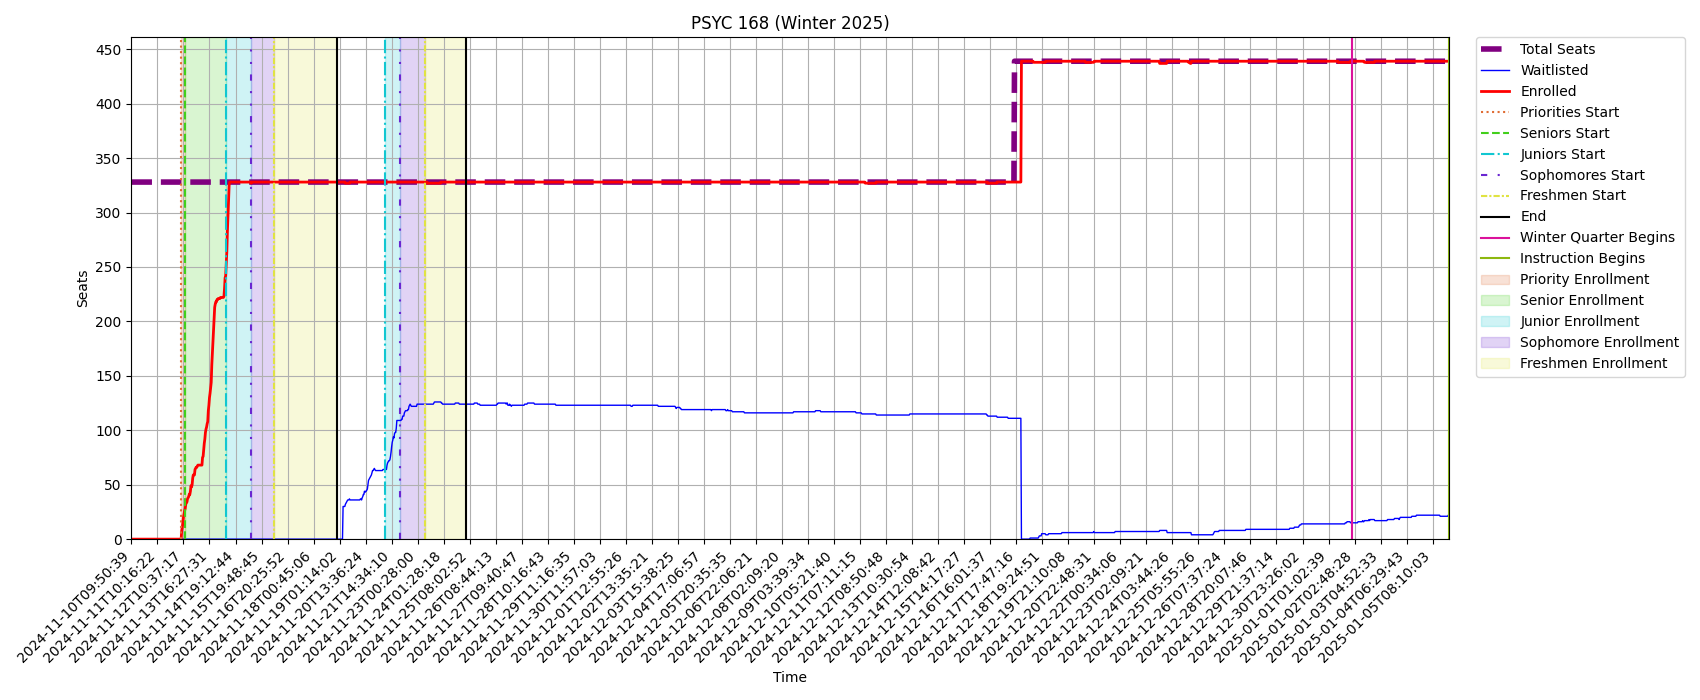 PSYC 168 (Winter 2025)
450
400
350
300
250
200
150
100
50
0
Seats
2024-11-10T09:50:39
2024-11-11T10:16:22
2024-11-12T10:37:17
2024-11-13T16:27:31
2024-11-14T19:12:44
2024-11-15T19:48:45
2024-11-16T20:25:52
2024-11-18T00:45:06
2024-11-19T01:14:02
2024-11-20T13:36:24
2024-11-21T14:34:10
2024-11-23T00:28:00
2024-11-24T01:28:18
2024-11-25T08:02:52
2024-11-26T08:44:13
2024-11-27T09:40:47
2024-11-28T10:16:43
2024-11-29T11:16:35
2024-11-30T11:57:03
2024-12-01T12:55:26
2024-12-02T13:35:21
2024-12-03T15:38:25
2024-12-04T17:06:57
2024-12-05T20:35:35
2024-12-06T22:06:21
2024-12-08T02:09:20
2024-12-09T03:39:34
2024-12-10T05:21:40
2024-12-11T07:11:15
2024-12-12T08:50:48
2024-12-13T10:30:54
2024-12-14T12:08:42
2024-12-15T14:17:27
2024-12-16T16:01:37
2024-12-17T17:47:16
2024-12-18T19:24:51
2024-12-19T21:10:08
2024-12-20T22:48:31
2024-12-22T00:34:06
2024-12-23T02:09:21
2024-12-24T03:44:26
2024-12-25T05:55:26
2024-12-26T07:37:24
2024-12-28T20:07:46
2024-12-29T21:37:14
2024-12-30T23:26:02
2025-01-01T01:02:39
2025-01-02T02:48:28
2025-01-03T04:52:33
2025-01-04T06:29:43
2025-01-05T08:10:03
Time
Total Seats
Waitlisted
Enrolled
Priorities Start
Seniors Start
Juniors Start
Sophomores Start
Freshmen Start
End
Winter Quarter Begins
Instruction Begins
Priority Enrollment
Senior Enrollment
Junior Enrollment
Sophomore Enrollment
Freshmen Enrollment